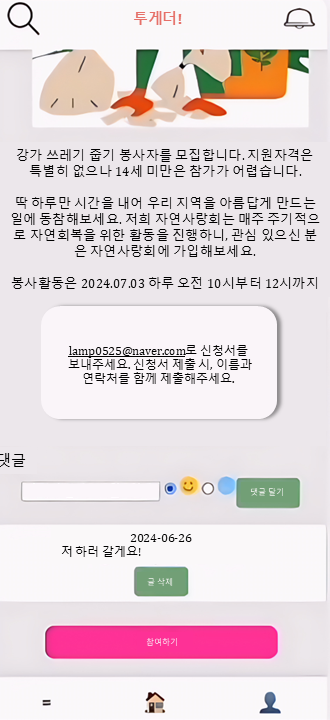 투게더!
강가 쓰레기 줍기 봉사자를 모집합니다. 지원자격은
특별히 없으나 14세 미만은 참가가 어렵습니다.
딱 하루만 시간을 내어 우리 지역을 아름답게 만드는
일에 동참해보세요. 저희 자연사랑회는 매주 주기적으
로 자연회복을 위한 활동을 진행하니, 관심 있으신 분
은 자연사랑회에 가입해보세요.
봉사활동은 2024.07.03 하루 오전 10시부터 12시까지
lamp0525@naver.com로 신청서를
보내주세요. 신청서 제출 시, 이름과
연락처를 함께 제출해주세요.
댓글
댓글 달기
2024-06-26
저 하러 갈게요!
글 삭제
참여하기